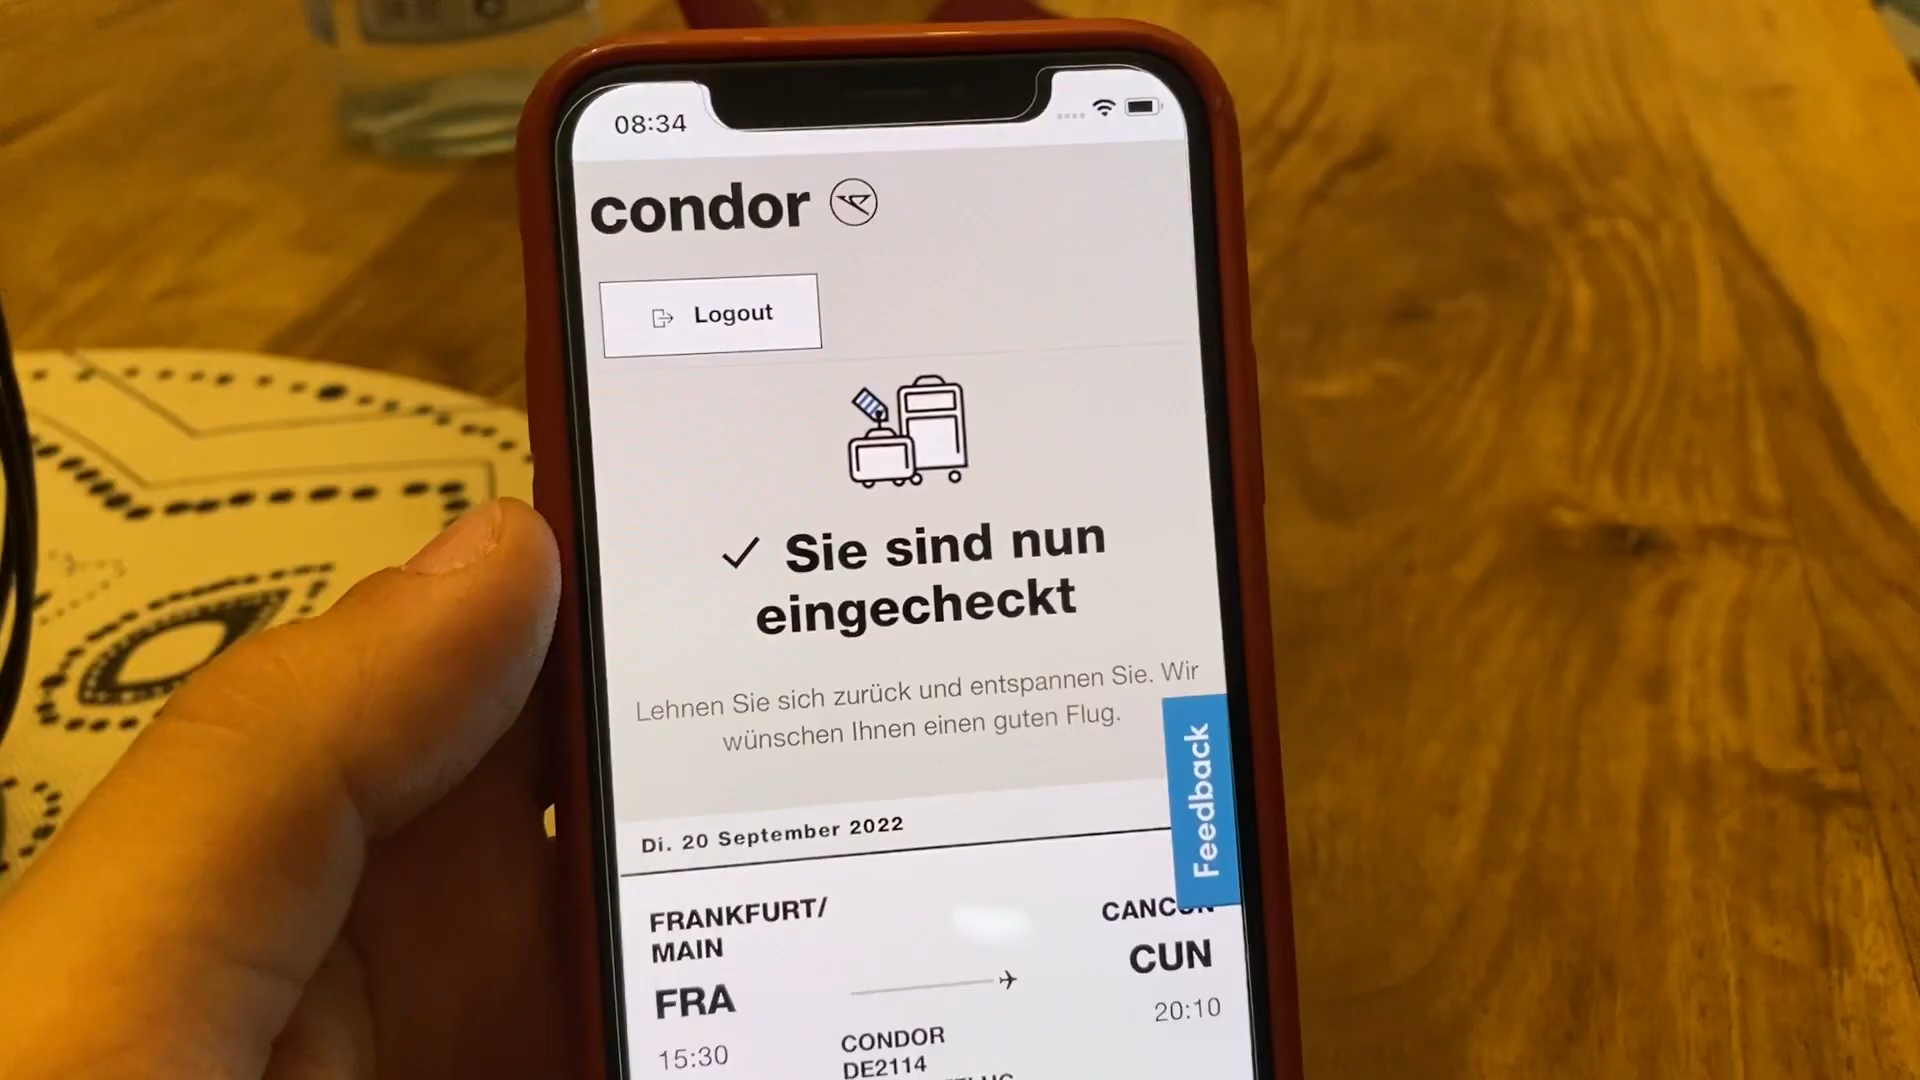 08:34
condor
Logout
Sie sind nun
eingecheckt
Lehnen Sie sich zurück und entspannen Sie. Wir
wünschen Ihnen einen guten Flug.
Feedback
Di. 20 September 2022
FRANKFURT/
MAIN
CANCÚN
FRA
CUN
15:30
20:10
CONDOR
DE2114